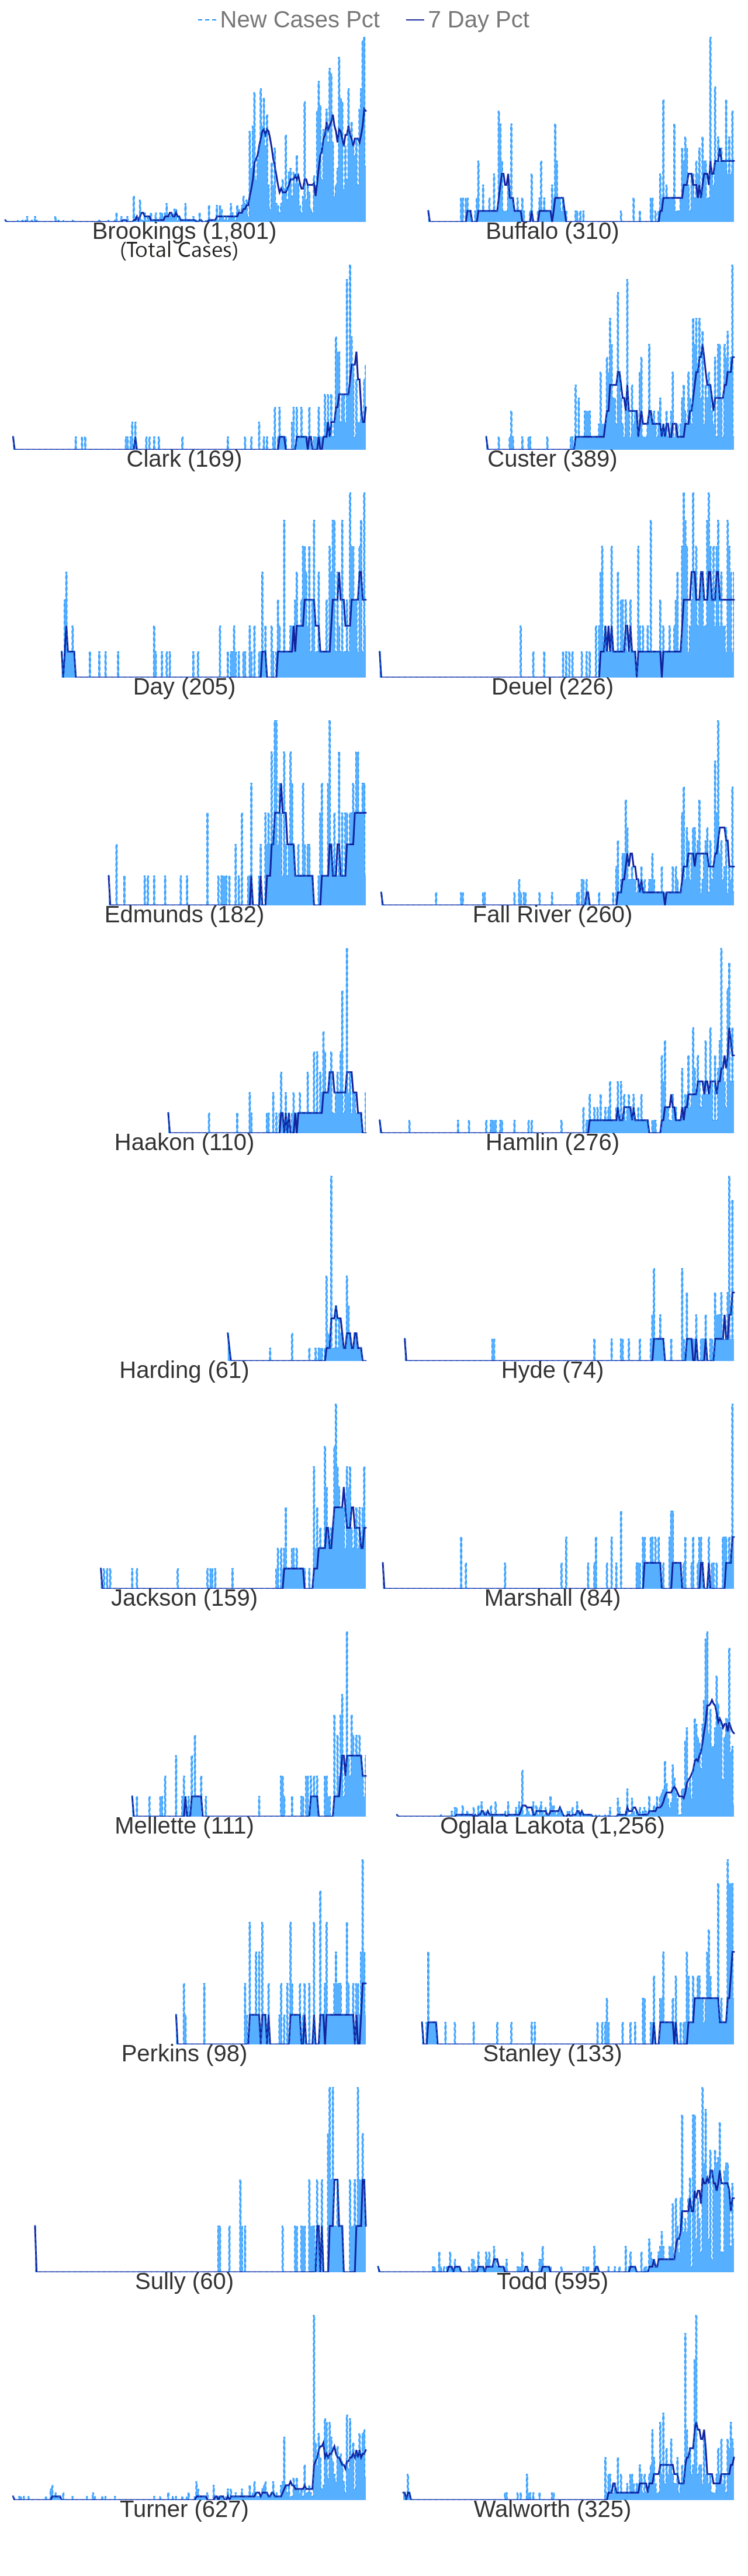 New Cases Pct 7 Day Pct
Brookings (1,801) Buffalo (310)
(Total Cases)
Clark (169) Custer (389)
Day (205) Deuel (226)
Edmunds (182) Fall River (260)
Haakon (110) Hamlin (276)
Harding (61) Hyde (74)
Jackson (159) Marshall (84)
Mellette (111) Oglala Lakota (1,256)
Perkins (98) Stanley (133)
Sully (60) Todd (595)
Turner (627) Walworth (325)